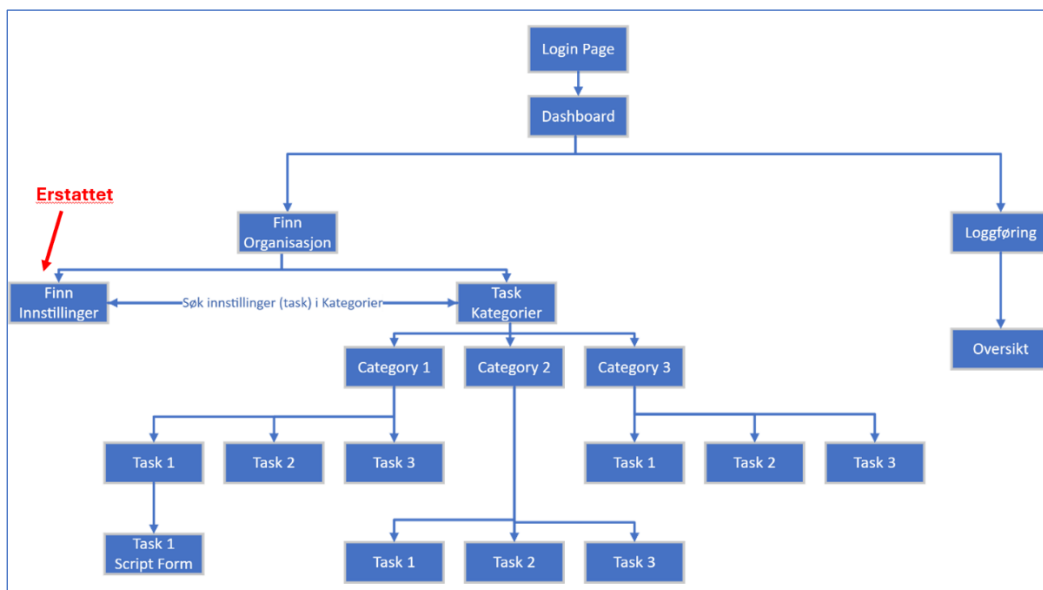 Login Page
Dashboard
Erstattet
Finn
Organisasjon
Loggføring
Finn
Innstillinger
Søk innstillinger (task) i Kategorier
Task
Kategorier
Oversikt
Category 1
Category 2
Category 3
Task 1
Task 2
Task 3
Task 1
Task 2
Task 3
Task 1
Script Form
Task 1
Task 2
Task 3